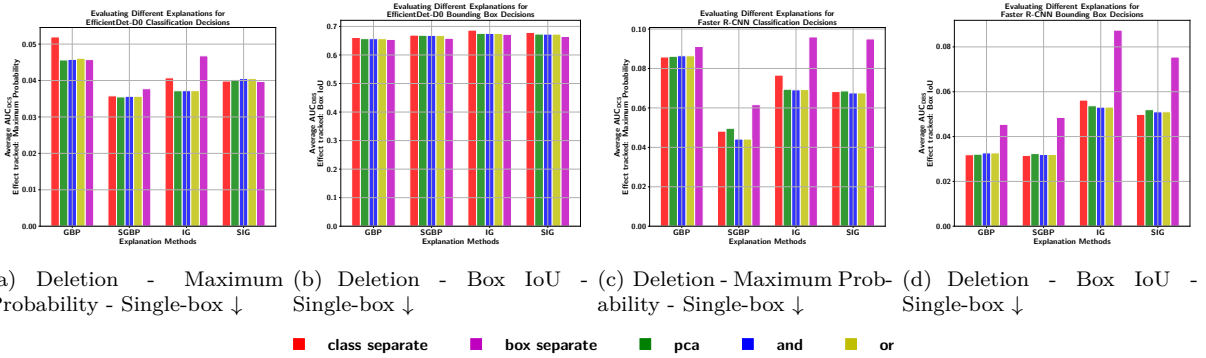 Evaluating Different Explanations for
EfficientDet-D0 Classification Decisions
Average AUC OCS
Effect tracked: Maximum Probability
0.05
0.04
0.03
0.02
0.01
0.00
GBP SGBP IG SIG
Explanation Methods
Evaluating Different Explanations for
EfficientDet-D0 Bounding Box Decisions
Effect tracked: Box IoU
0.7
0.6
0.5
0.4
0.3
0.2
0.1
0.0
GBP SGBP IG SIG
Explanation Methods
Evaluating Different Explanations for
Faster R-CNN Classification Decisions
Effect tracked: Maximum Probability
0.10
0.08
0.06
0.04
0.02
0.00
GBP SGBP IG SIG
Explanation Methods
Evaluating Different Explanations for
Faster R-CNN Bounding Box Decisions
Effect tracked: Box IoU
0.08
0.06
0.04
0.02
0.00
GBP SGBP IG SIG
Explanation Methods
a) Deletion - Maximum
Probability - Single-box ↓
(b) Deletion - Box IoU -
Single-box ↓
(c) Deletion - Maximum Prob-
ability - Single-box ↓
(d) Deletion - Box IoU -
Single-box ↓
class separate box separate pca and or